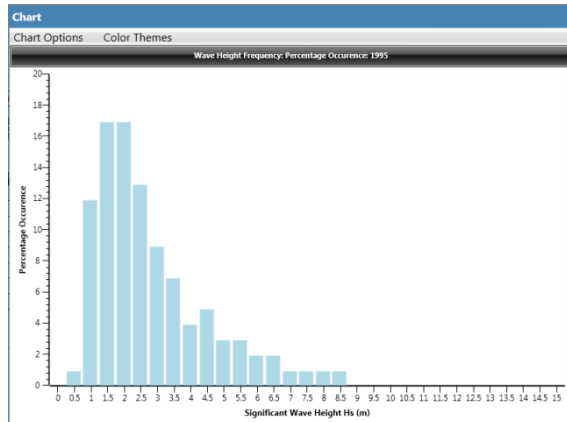 Chart
Chart Options Color Themes
Wave Height Frequency: Percentage Occurence: 1995
20
18
16
14
12
10
8
6
4
2
0
Percentage Occurence
0 0.5 1 1.5 2 2.5 3 3.5 4 4.5 5 5.5 6 6.5 7 7.5 8 8.5 9 9.5 10 10.5 11 11.5 12 12.5 13 13.5 14 14.5 15
Significant Wave Height Hs (m)